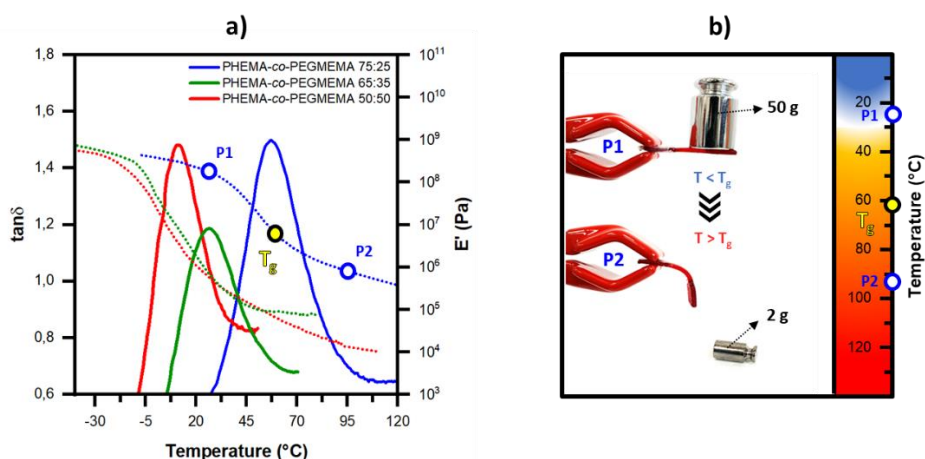 a)
b)
1,8
1,6
1,4
1,2
1,0
0,8
0,6
tanδ
PHEMA-co-PEGMEMA 75:25
PHEMA-co-PEGMEMA 65:35
PHEMA-co-PEGMEMA 50:50
P1
Tg
P2
10¹¹
10¹⁰
10⁹
10⁸
10⁷
10⁶
10⁵
10⁴
10³
E' (Pa)
-30 -5 20 45 70 95 120
Temperature (°C)
50 g
P1
T < Tg
T > Tg
P2
2 g
20
P1
40
60
Tg
80
P2
100
120
Temperature (°C)